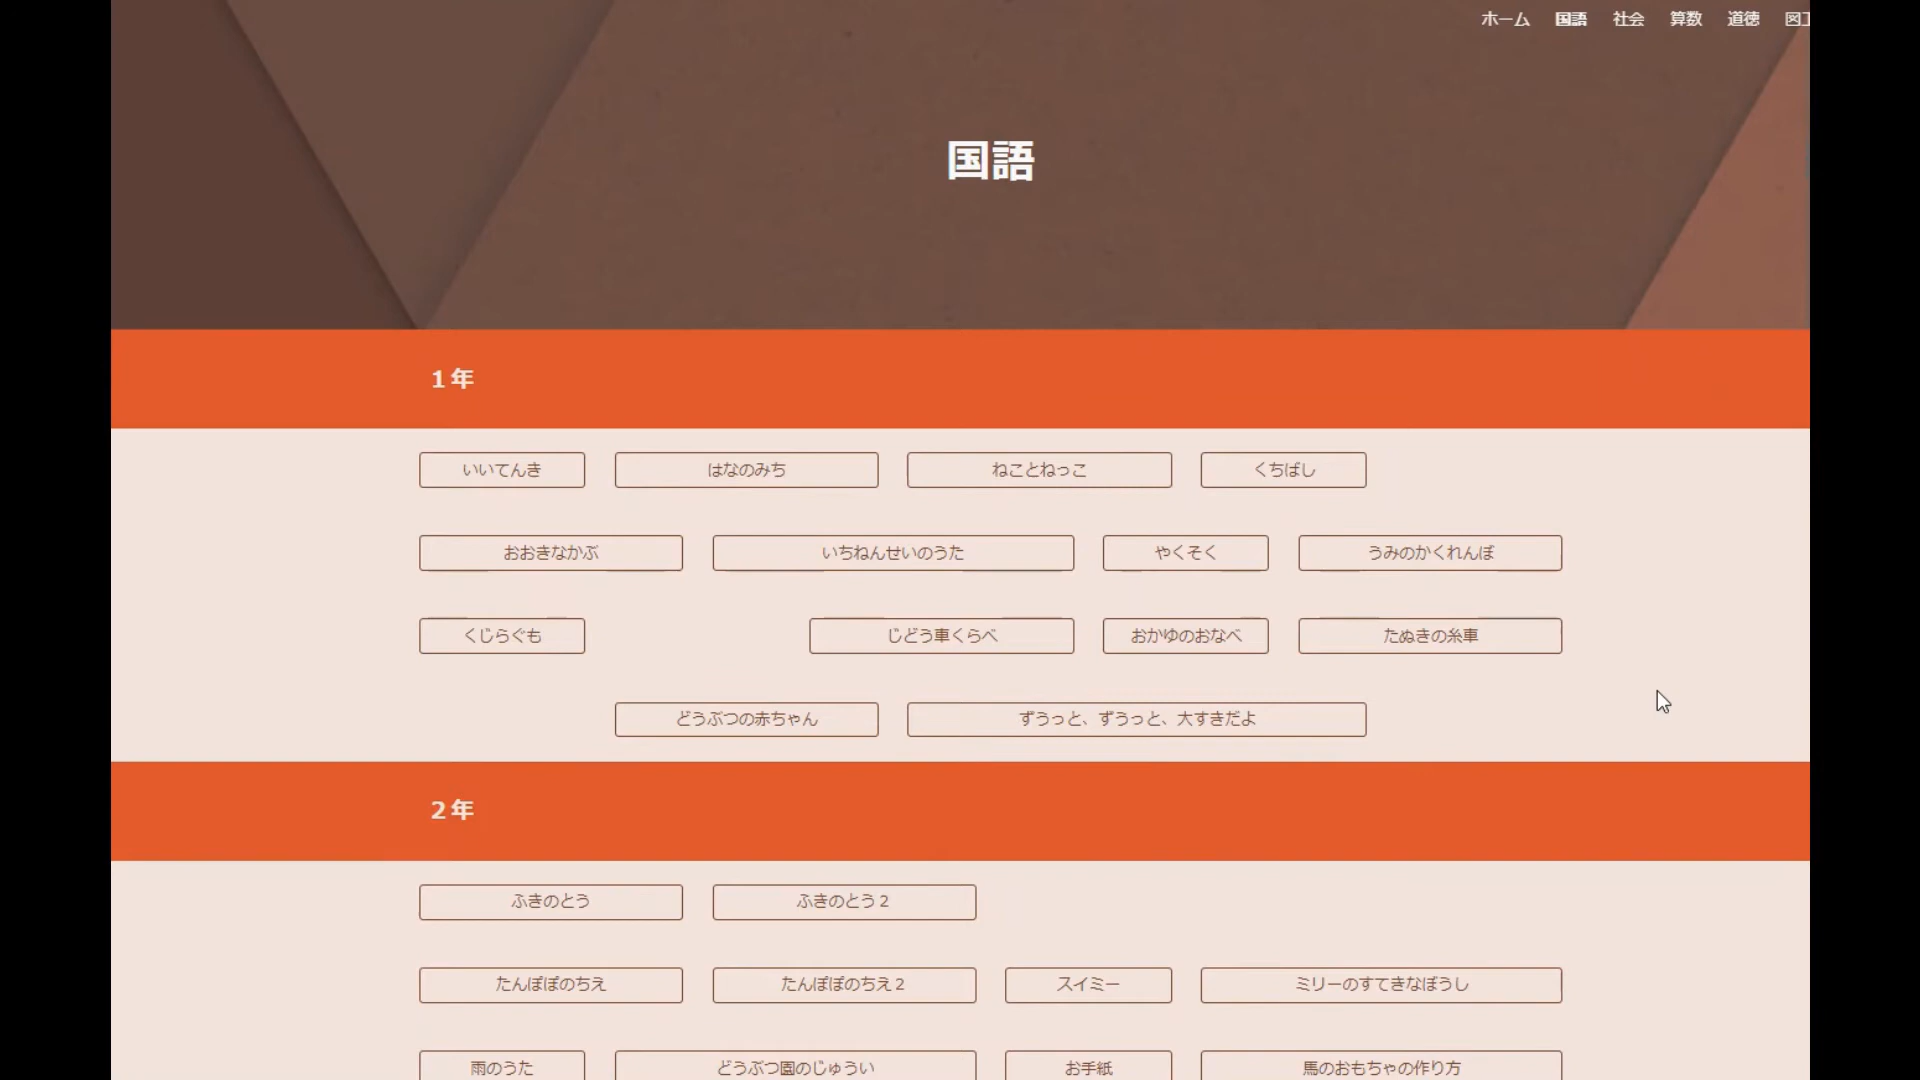 ホーム 国語 社会 算数 道徳 図工
国語
１年
いいてんき はなのみち ねことねっこ くちばし
おおきなかぶ いちねんせいのうた やくそく うみのかくれんぼ
くじらぐも じどう車くらべ おかゆのおなべ たぬきの糸車
どうぶつの赤ちゃん ずうっと、ずうっと、大すきだよ
２年
ふきのとう ふきのとう２
たんぽぽのちえ たんぽぽのちえ２ スイミー ミリーのすてきなぼうし
雨のうた どうぶつ園のじゅうい お手紙 馬のおもちゃの作り方